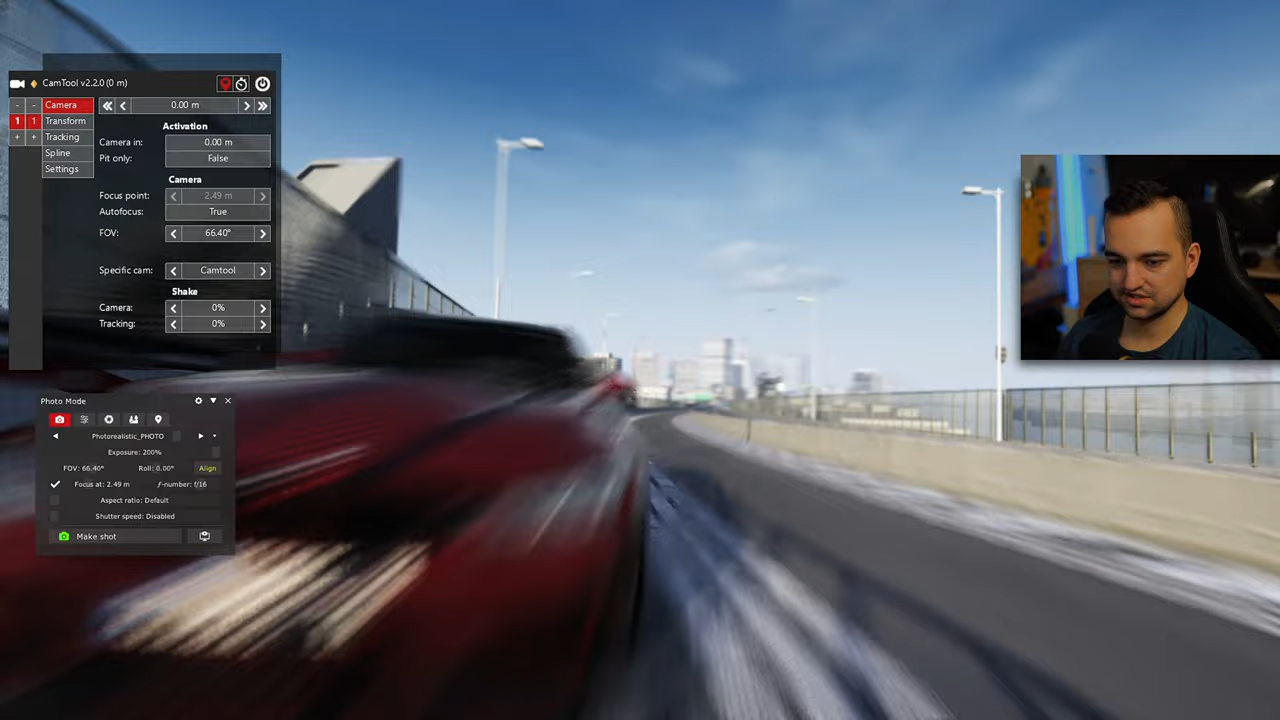 CamTool v2.2.0 (0 m)
- - Camera 0.00 m
1 1 Transform
+ + Tracking
Spline
Settings
Activation
Camera in: 0.00 m
Pit only: False
Camera
Focus point: 2.49 m
Autofocus: True
FOV: 66.40°
Specific cam: Camtool
Shake
Camera: 0%
Tracking: 0%
Photo Mode
Photorealistic_PHOTO
Exposure: 200%
FOV: 66.40° Roll: 0.00° Align
Focus at: 2.49 m ƒ-number: f/16
Aspect ratio: Default
Shutter speed: Disabled
Make shot